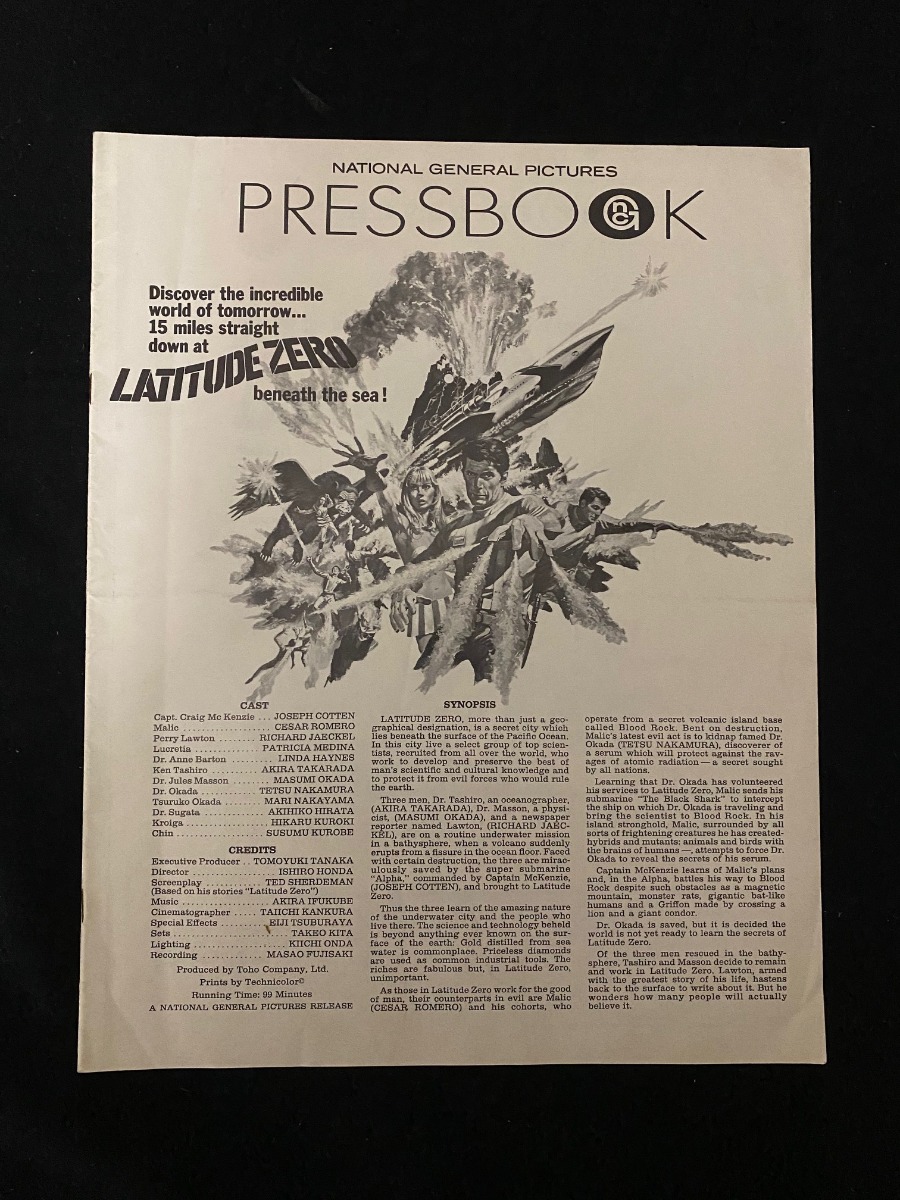 NATIONAL GENERAL PICTURES
PRESSBOOK
Discover the incredible
world of tomorrow...
15 miles straight
down at
LATITUDE ZERO
beneath the sea!
CAST
Capt. Craig Mc Kenzie ... JOSEPH COTTEN
Malic .................... CESAR ROMERO
Perry Lawton ......... RICHARD JAECKEL
Lucretia .............. PATRICIA MEDINA
Dr. Anne Barton ........ LINDA HAYNES
Ken Tashiro .......... AKIRA TAKARADA
Dr. Jules Masson ...... MASUMI OKADA
Dr. Okada ........... TETSU NAKAMURA
Tsuruko Okada ....... MARI NAKAYAMA
Dr. Sugata ........... AKIHIKO HIRATA
Kroiga ................ HIKARU KUROKI
Chin ................. SUSUMU KUROBE
CREDITS
Executive Producer .. TOMOYUKI TANAKA
Director .................. ISHIRO HONDA
Screenplay ........... TED SHERDEMAN
(Based on his stories "Latitude Zero")
Music ................. AKIRA IFUKUBE
Cinematographer ..... TAIICHI KANKURA
Special Effects ......... EIJI TSUBURAYA
Sets ...................... TAKEO KITA
Lighting .................. KIICHI ONDA
Recording ............. MASAO FUJISAKI
Produced by Toho Company, Ltd.
Prints by Technicolor©
Running Time: 99 Minutes
A NATIONAL GENERAL PICTURES RELEASE
SYNOPSIS
LATITUDE ZERO, more than just a geo-
graphical designation, is a secret city which
lies beneath the surface of the Pacific Ocean.
In this city live a select group of top scien-
tists, recruited from all over the world, who
work to develop and preserve the best of
man's scientific and cultural knowledge and
to protect it from evil forces who would rule
the earth.
Three men, Dr. Tashiro, an oceanographer,
(AKIRA TAKARADA), Dr. Masson, a physi-
cist, (MASUMI OKADA), and a newspaper
reporter named Lawton, (RICHARD JAEC-
KEL), are on a routine underwater mission
in a bathysphere, when a volcano suddenly
erupts from a fissure in the ocean floor. Faced
with certain destruction, the three are mirac-
ulously saved by the super submarine
"Alpha," commanded by Captain McKenzie,
(JOSEPH COTTEN), and brought to Latitude
Zero.
Thus the three learn of the amazing nature
of the underwater city and the people who
live there. The science and technology beheld
is beyond anything ever known on the sur-
face of the earth: Gold distilled from sea
water is commonplace. Priceless diamonds
are used as common industrial tools. The
riches are fabulous but, in Latitude Zero,
unimportant.
As those in Latitude Zero work for the good
of man, their counterparts in evil are Malic
(CESAR ROMERO) and his cohorts, who
operate from a secret volcanic island base
called Blood Rock. Bent on destruction,
Malic's latest evil act is to kidnap famed Dr.
Okada (TETSU NAKAMURA), discoverer of
a serum which will protect against the rav-
ages of atomic radiation — a secret sought
by all nations.
Learning that Dr. Okada has volunteered
his services to Latitude Zero, Malic sends his
submarine "The Black Shark" to intercept
the ship on which Dr. Okada is traveling and
bring the scientist to Blood Rock. In his
island stronghold, Malic, surrounded by all
sorts of frightening creatures he has created-
hybrids and mutants: animals and birds with
the brains of humans —, attempts to force Dr.
Okada to reveal the secrets of his serum.
Captain McKenzie learns of Malic's plans
and, in the Alpha, battles his way to Blood
Rock despite such obstacles as a magnetic
mountain, monster rats, gigantic bat-like
humans and a Griffon made by crossing a
lion and a giant condor.
Dr. Okada is saved, but it is decided the
world is not yet ready to learn the secrets of
Latitude Zero.
Of the three men rescued in the bathy-
sphere, Tashiro and Masson decide to remain
and work in Latitude Zero. Lawton, armed
with the greatest story of his life, hastens
back to the surface to write about it. But he
wonders how many people will actually
believe it.